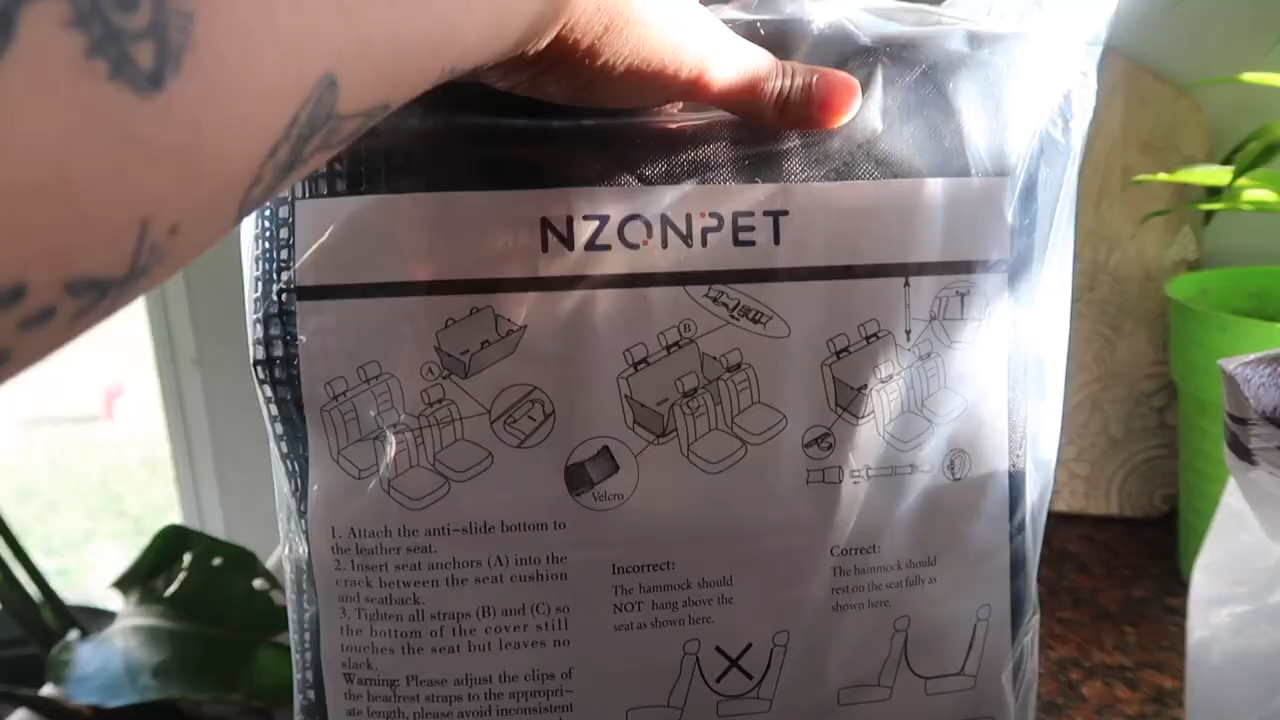 NZONPET
A
B
Velcro
1. Attach the anti-slide bottom to
the leather seat.
2. Insert seat anchors (A) into the
crack between the seat cushion
and seatback.
3. Tighten all straps (B) and (C) so
the bottom of the cover still
touches the seat but leaves no
slack.
Warning: Please adjust the clips of
the headrest straps to the appropri-
ate length, please avoid inconsistent
Incorrect:
The hammock should
NOT hang above the
seat as shown here.
Correct:
The hammock should
rest on the seat fully as
shown here.